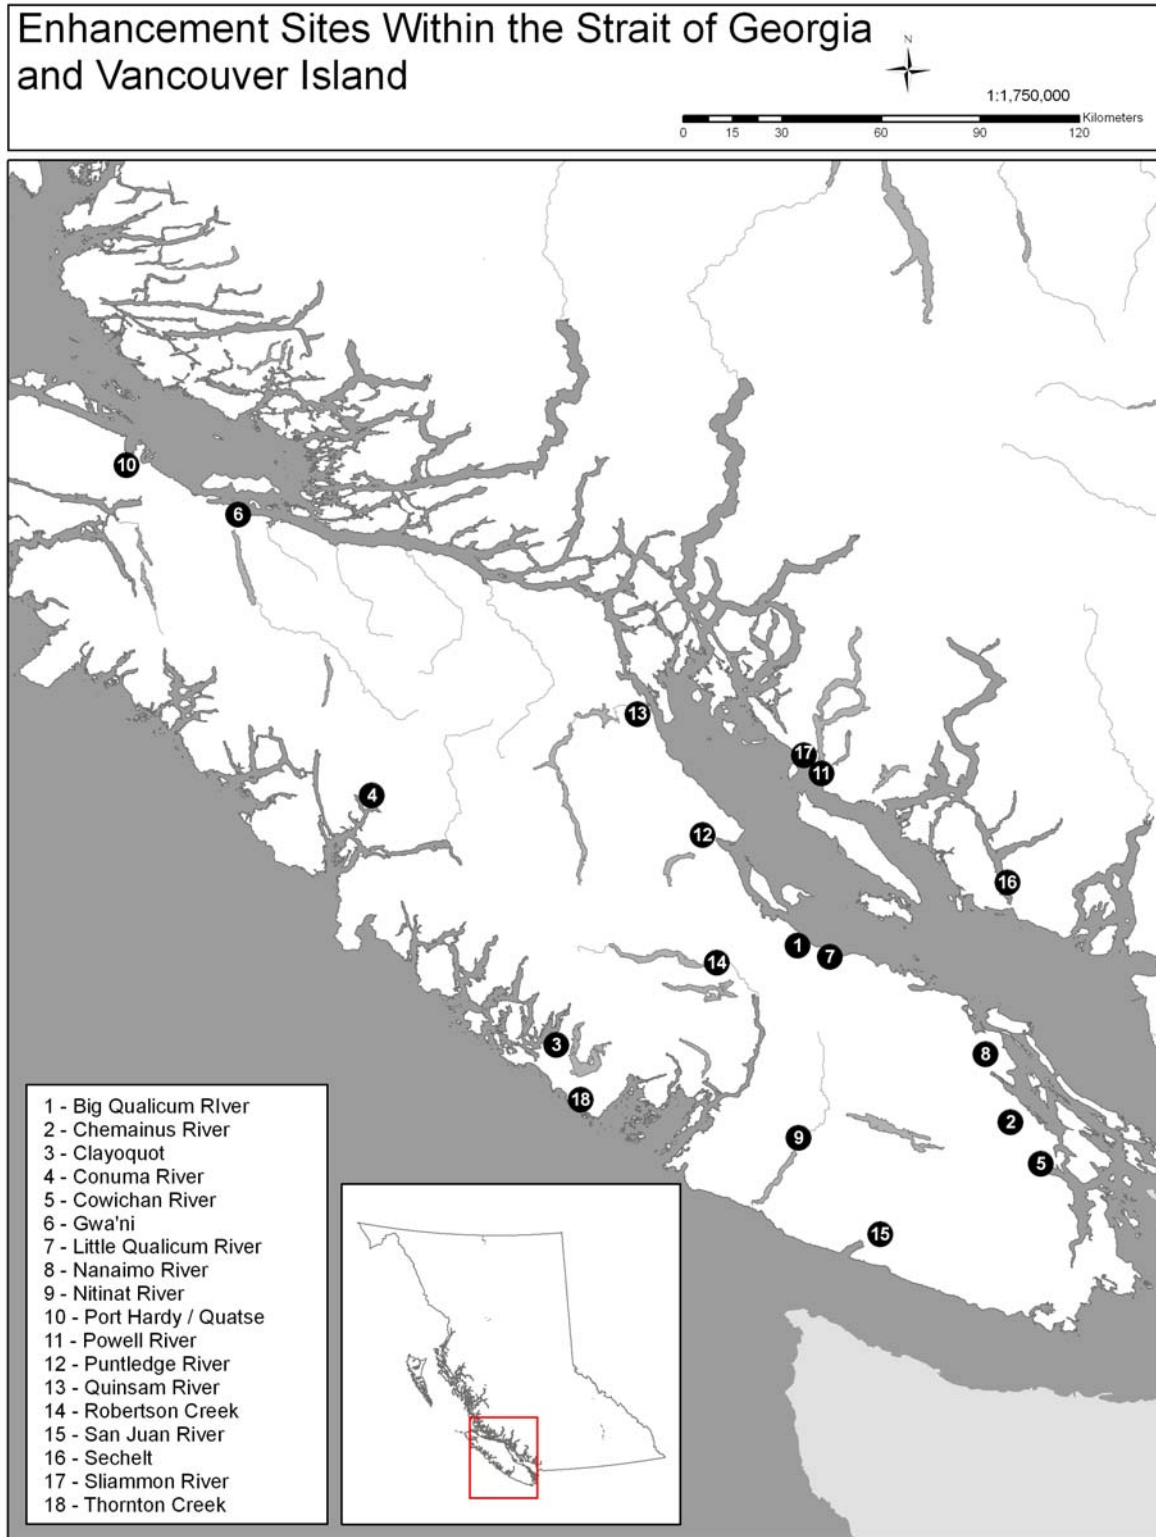 Enhancement Sites Within the Strait of Georgia
and Vancouver Island
N
1:1,750,000
Kilometers
0 15 30 60 90 120
10
6
13
17
11
4
12
16
1
7
14
3
8
18
2
9
5
15
1 - Big Qualicum RIver
2 - Chemainus River
3 - Clayoquot
4 - Conuma River
5 - Cowichan River
6 - Gwa'ni
7 - Little Qualicum River
8 - Nanaimo River
9 - Nitinat River
10 - Port Hardy / Quatse
11 - Powell River
12 - Puntledge River
13 - Quinsam River
14 - Robertson Creek
15 - San Juan River
16 - Sechelt
17 - Sliammon River
18 - Thornton Creek